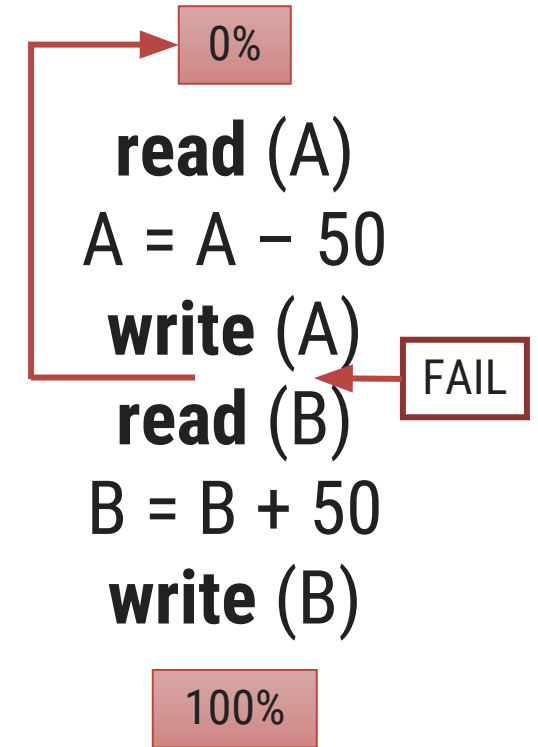 0%
read (A)
A = A – 50
write (A)
FAIL
read (B)
B = B + 50
write (B)
100%